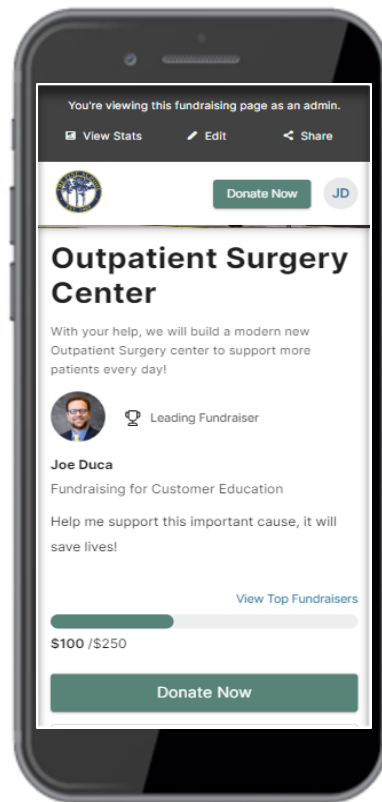 You're viewing this fundraising page as an admin.
View Stats Edit Share
Donate Now JD
Outpatient Surgery
Center
With your help, we will build a modern new
Outpatient Surgery center to support more
patients every day!
Leading Fundraiser
Joe Duca
Fundraising for Customer Education
Help me support this important cause, it will
save lives!
View Top Fundraisers
$100 /$250
Donate Now